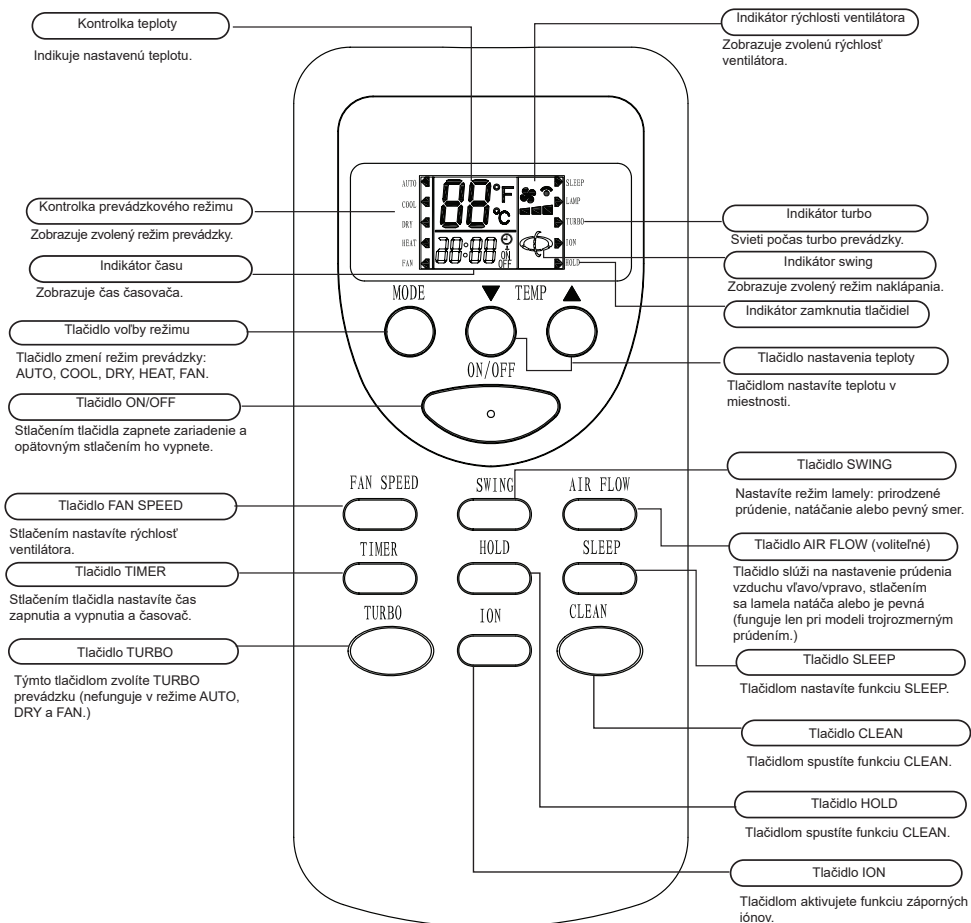 Kontrolka teploty
Indikuje nastavenú teplotu.
Indikátor rýchlosti ventilátora
Zobrazuje zvolenú rýchlosť
ventilátora.
Kontrolka prevádzkového režimu
Zobrazuje zvolený režim prevádzky.
Indikátor času
Zobrazuje čas časovača.
Tlačidlo voľby režimu
Tlačidlo zmení režim prevádzky:
AUTO, COOL, DRY, HEAT, FAN.
Tlačidlo ON/OFF
Stlačením tlačidla zapnete zariadenie a
opätovným stlačením ho vypnete.
Tlačidlo FAN SPEED
Stlačením nastavíte rýchlosť
ventilátora.
Tlačidlo TIMER
Stlačením tlačidla nastavíte čas
zapnutia a vypnutia a časovač.
Tlačidlo TURBO
Týmto tlačidlom zvolíte TURBO
prevádzku (nefunguje v režime AUTO,
DRY a FAN.)
AUTO
COOL
DRY
HEAT
FAN
88 °F
°C
38:88 ON
OFF
SLEEP
LAMP
TURBO
ION
HOLD
MODE ▼ TEMP ▲
ON/OFF
FAN SPEED SWING AIR FLOW
TIMER HOLD SLEEP
TURBO ION CLEAN
Indikátor turbo
Svieti počas turbo prevádzky.
Indikátor swing
Zobrazuje zvolený režim naklápania.
Indikátor zamknutia tlačidiel
Tlačidlo nastavenia teploty
Tlačidlom nastavíte teplotu v
miestnosti.
Tlačidlo SWING
Nastavíte režim lamely: prirodzené
prúdenie, natáčanie alebo pevný smer.
Tlačidlo AIR FLOW (voliteľné)
Tlačidlo slúži na nastavenie prúdenia
vzduchu vľavo/vpravo, stlačením
sa lamela natáča alebo je pevná
(funguje len pri modeli trojrozmerným
prúdením.)
Tlačidlo SLEEP
Tlačidlom nastavíte funkciu SLEEP.
Tlačidlo CLEAN
Tlačidlom spustíte funkciu CLEAN.
Tlačidlo HOLD
Tlačidlom spustíte funkciu CLEAN.
Tlačidlo ION
Tlačidlom aktivujete funkciu záporných
iónov.